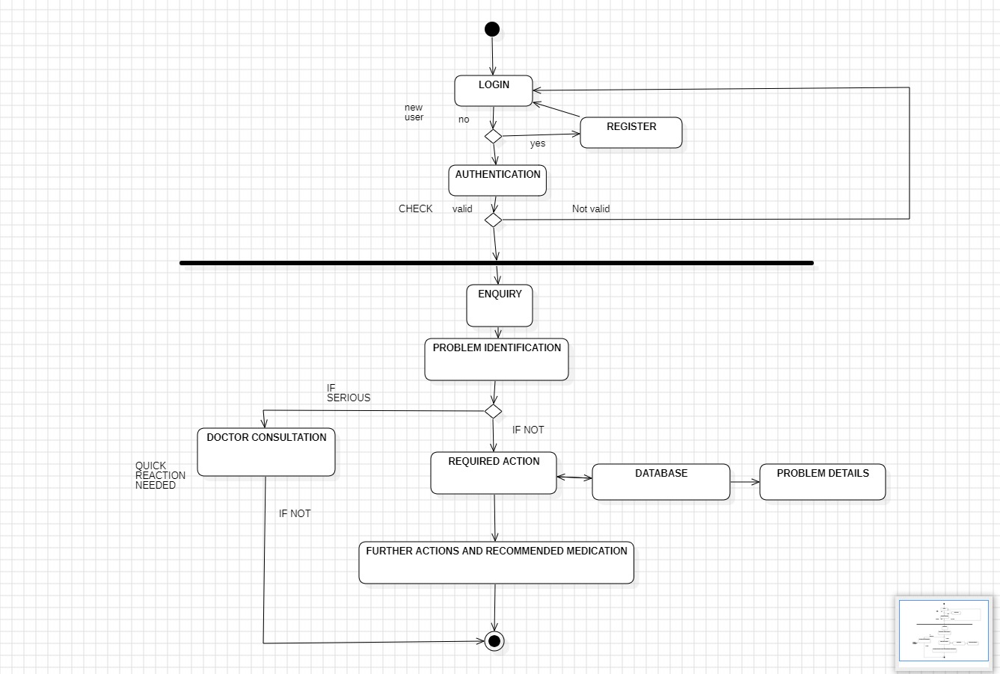 LOGIN
new
user
no
REGISTER
yes
AUTHENTICATION
CHECK
valid
Not valid
ENQUIRY
PROBLEM IDENTIFICATION
IF
SERIOUS
IF NOT
DOCTOR CONSULTATION
REQUIRED ACTION
DATABASE
PROBLEM DETAILS
QUICK
REACTION
NEEDED
IF NOT
FURTHER ACTIONS AND RECOMMENDED MEDICATION